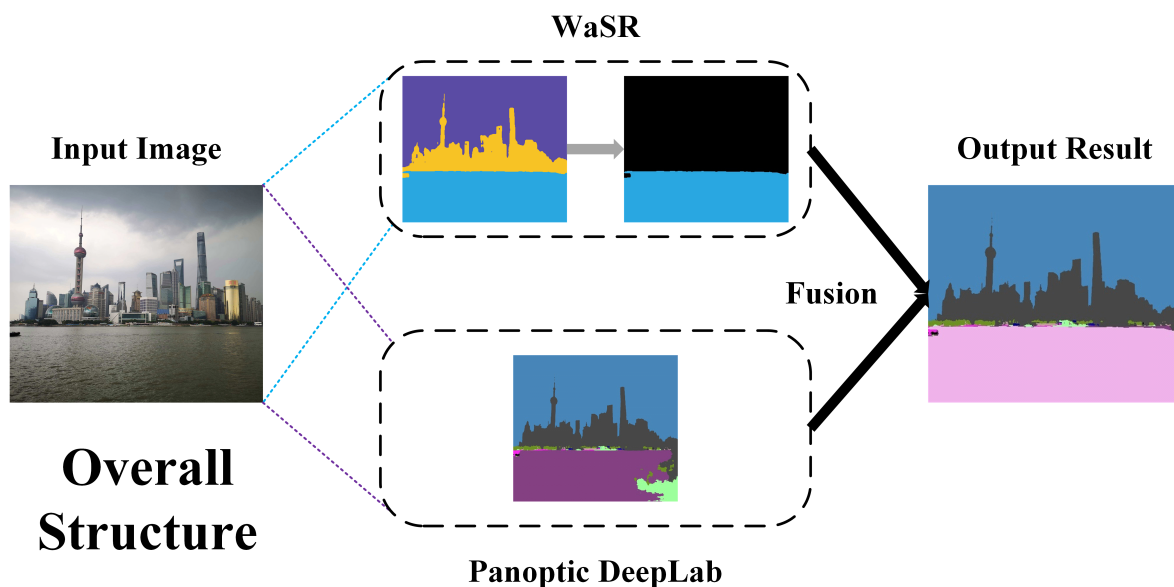 WaSR
Input Image
Output Result
Fusion
Overall
Structure
Panoptic DeepLab